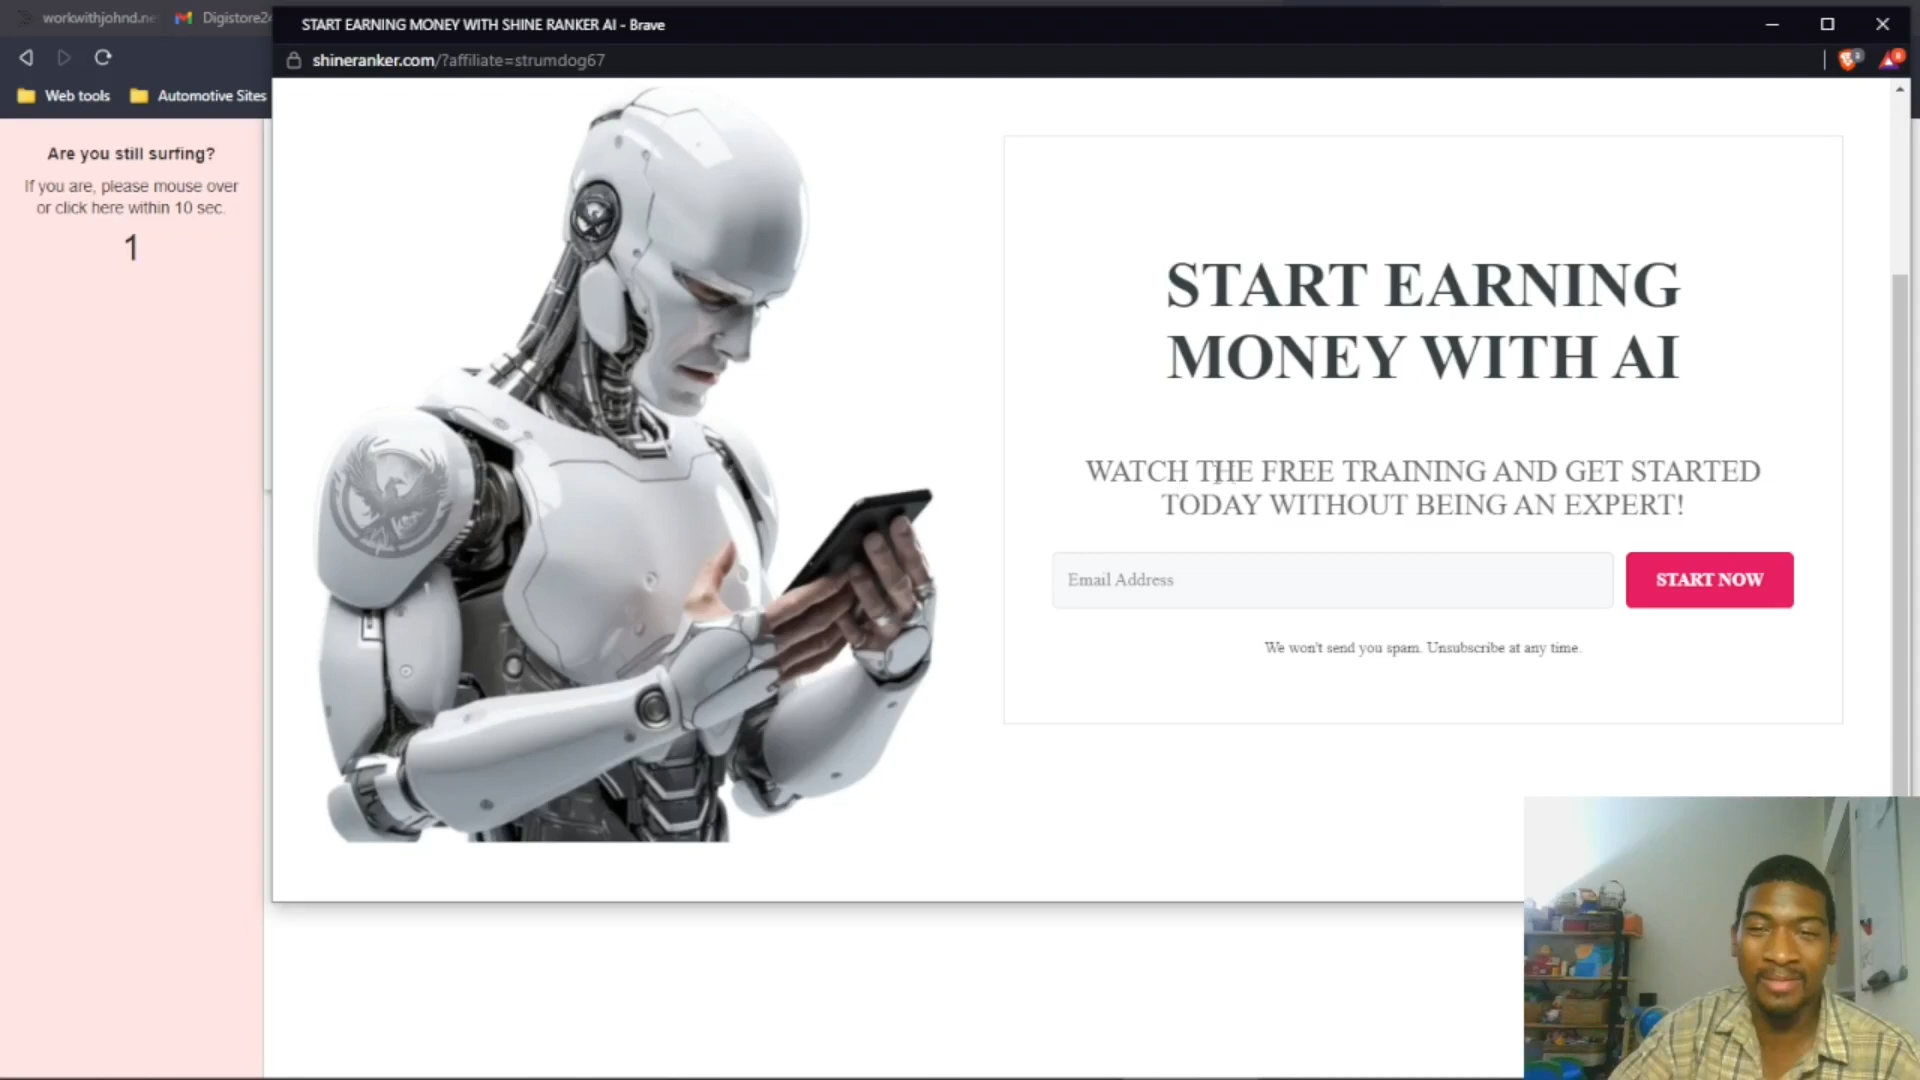 workwithjohnd.ne
Digistore24
START EARNING MONEY WITH SHINE RANKER AI - Brave
shineranker.com/?affiliate=strumdog67
Web tools
Automotive Sites
Are you still surfing?
If you are, please mouse over
or click here within 10 sec.
1
START EARNING
MONEY WITH AI
WATCH THE FREE TRAINING AND GET STARTED
TODAY WITHOUT BEING AN EXPERT!
Email Address
START NOW
We won't send you spam. Unsubscribe at any time.